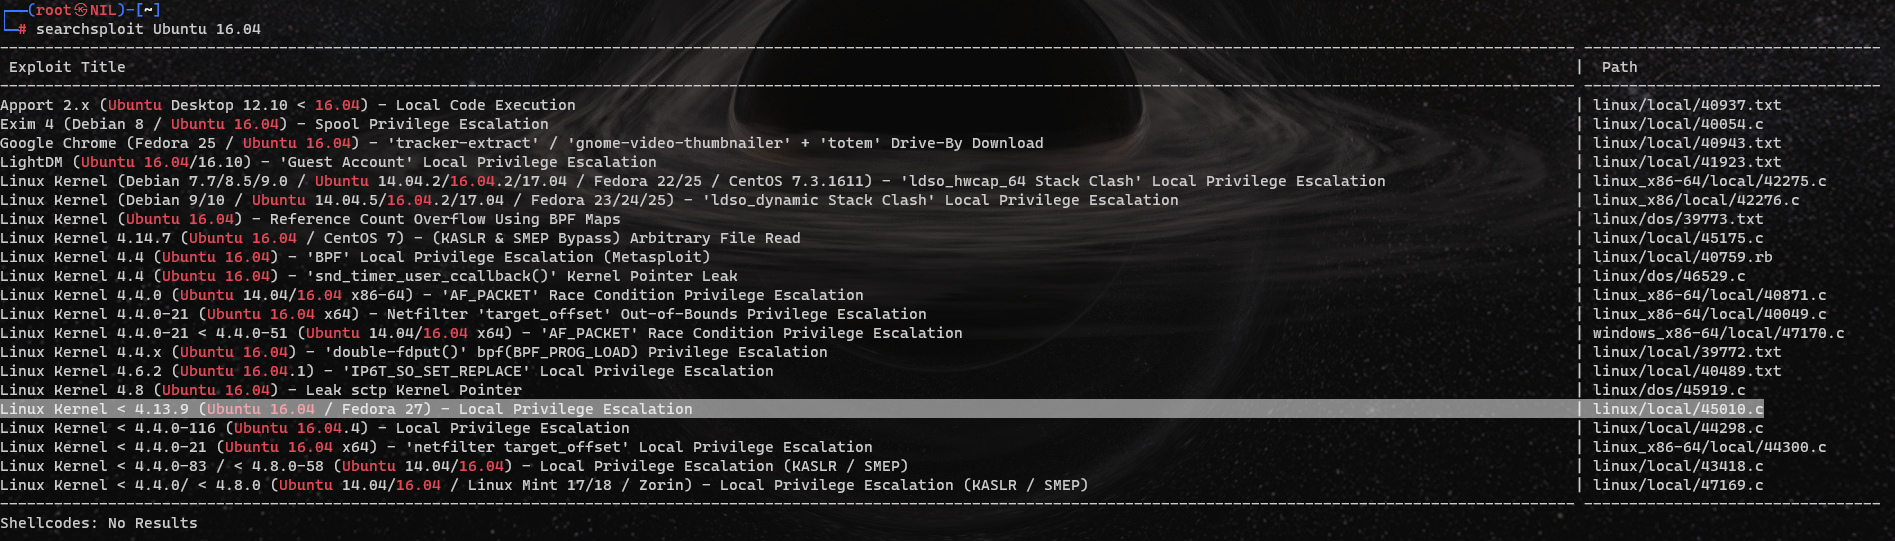 ┌──(root㉿NIL)-[~]
└─# searchsploit Ubuntu 16.04
Exploit Title | Path
Apport 2.x (Ubuntu Desktop 12.10 < 16.04) - Local Code Execution | linux/local/40937.txt
Exim 4 (Debian 8 / Ubuntu 16.04) - Spool Privilege Escalation | linux/local/40054.c
Google Chrome (Fedora 25 / Ubuntu 16.04) - 'tracker-extract' / 'gnome-video-thumbnailer' + 'totem' Drive-By Download | linux/local/40943.txt
LightDM (Ubuntu 16.04/16.10) - 'Guest Account' Local Privilege Escalation | linux/local/41923.txt
Linux Kernel (Debian 7.7/8.5/9.0 / Ubuntu 14.04.2/16.04.2/17.04 / Fedora 22/25 / CentOS 7.3.1611) - 'ldso_hwcap_64 Stack Clash' Local Privilege Escalation | linux_x86-64/local/42275.c
Linux Kernel (Debian 9/10 / Ubuntu 14.04.5/16.04.2/17.04 / Fedora 23/24/25) - 'ldso_dynamic Stack Clash' Local Privilege Escalation | linux_x86/local/42276.c
Linux Kernel (Ubuntu 16.04) - Reference Count Overflow Using BPF Maps | linux/dos/39773.txt
Linux Kernel 4.14.7 (Ubuntu 16.04 / CentOS 7) - (KASLR & SMEP Bypass) Arbitrary File Read | linux/local/45175.c
Linux Kernel 4.4 (Ubuntu 16.04) - 'BPF' Local Privilege Escalation (Metasploit) | linux/local/40759.rb
Linux Kernel 4.4 (Ubuntu 16.04) - 'snd_timer_user_ccallback()' Kernel Pointer Leak | linux/dos/46529.c
Linux Kernel 4.4.0 (Ubuntu 14.04/16.04 x86-64) - 'AF_PACKET' Race Condition Privilege Escalation | linux_x86-64/local/40871.c
Linux Kernel 4.4.0-21 (Ubuntu 16.04 x64) - Netfilter 'target_offset' Out-of-Bounds Privilege Escalation | linux_x86-64/local/40049.c
Linux Kernel 4.4.0-21 < 4.4.0-51 (Ubuntu 14.04/16.04 x64) - 'AF_PACKET' Race Condition Privilege Escalation | windows_x86-64/local/47170.c
Linux Kernel 4.4.x (Ubuntu 16.04) - 'double-fdput()' bpf(BPF_PROG_LOAD) Privilege Escalation | linux/local/39772.txt
Linux Kernel 4.6.2 (Ubuntu 16.04.1) - 'IP6T_SO_SET_REPLACE' Local Privilege Escalation | linux/local/40489.txt
Linux Kernel 4.8 (Ubuntu 16.04) - Leak sctp Kernel Pointer | linux/dos/45919.c
Linux Kernel < 4.13.9 (Ubuntu 16.04 / Fedora 27) - Local Privilege Escalation | linux/local/45010.c
Linux Kernel < 4.4.0-116 (Ubuntu 16.04.4) - Local Privilege Escalation | linux/local/44298.c
Linux Kernel < 4.4.0-21 (Ubuntu 16.04 x64) - 'netfilter target_offset' Local Privilege Escalation | linux_x86-64/local/44300.c
Linux Kernel < 4.4.0-83 / < 4.8.0-58 (Ubuntu 14.04/16.04) - Local Privilege Escalation (KASLR / SMEP) | linux/local/43418.c
Linux Kernel < 4.4.0/ < 4.8.0 (Ubuntu 14.04/16.04 / Linux Mint 17/18 / Zorin) - Local Privilege Escalation (KASLR / SMEP) | linux/local/47169.c
Shellcodes: No Results